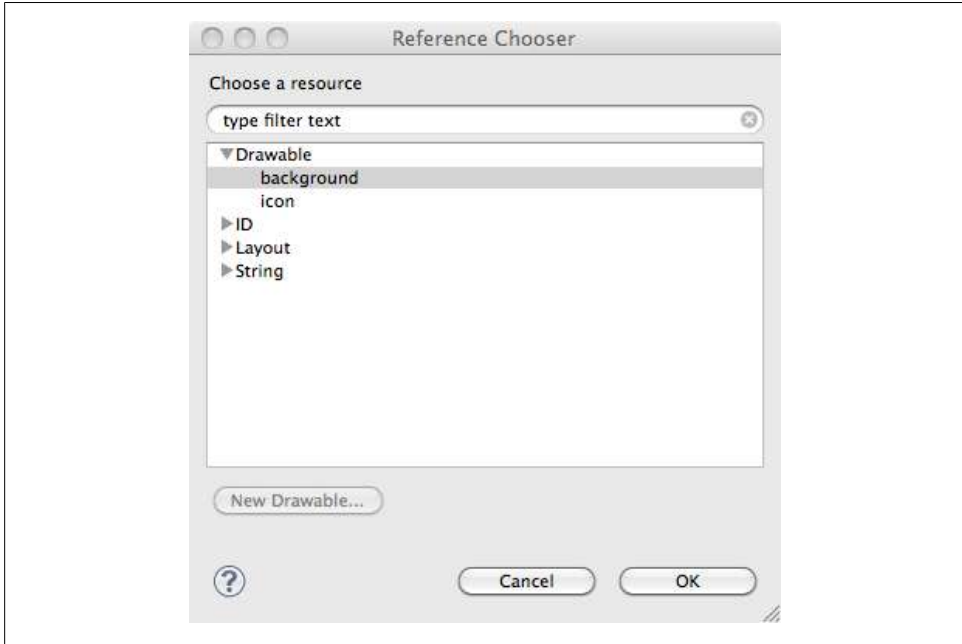 Reference Chooser
Choose a resource
type filter text
Drawable
background
icon
ID
Layout
String
New Drawable...
?
Cancel
OK